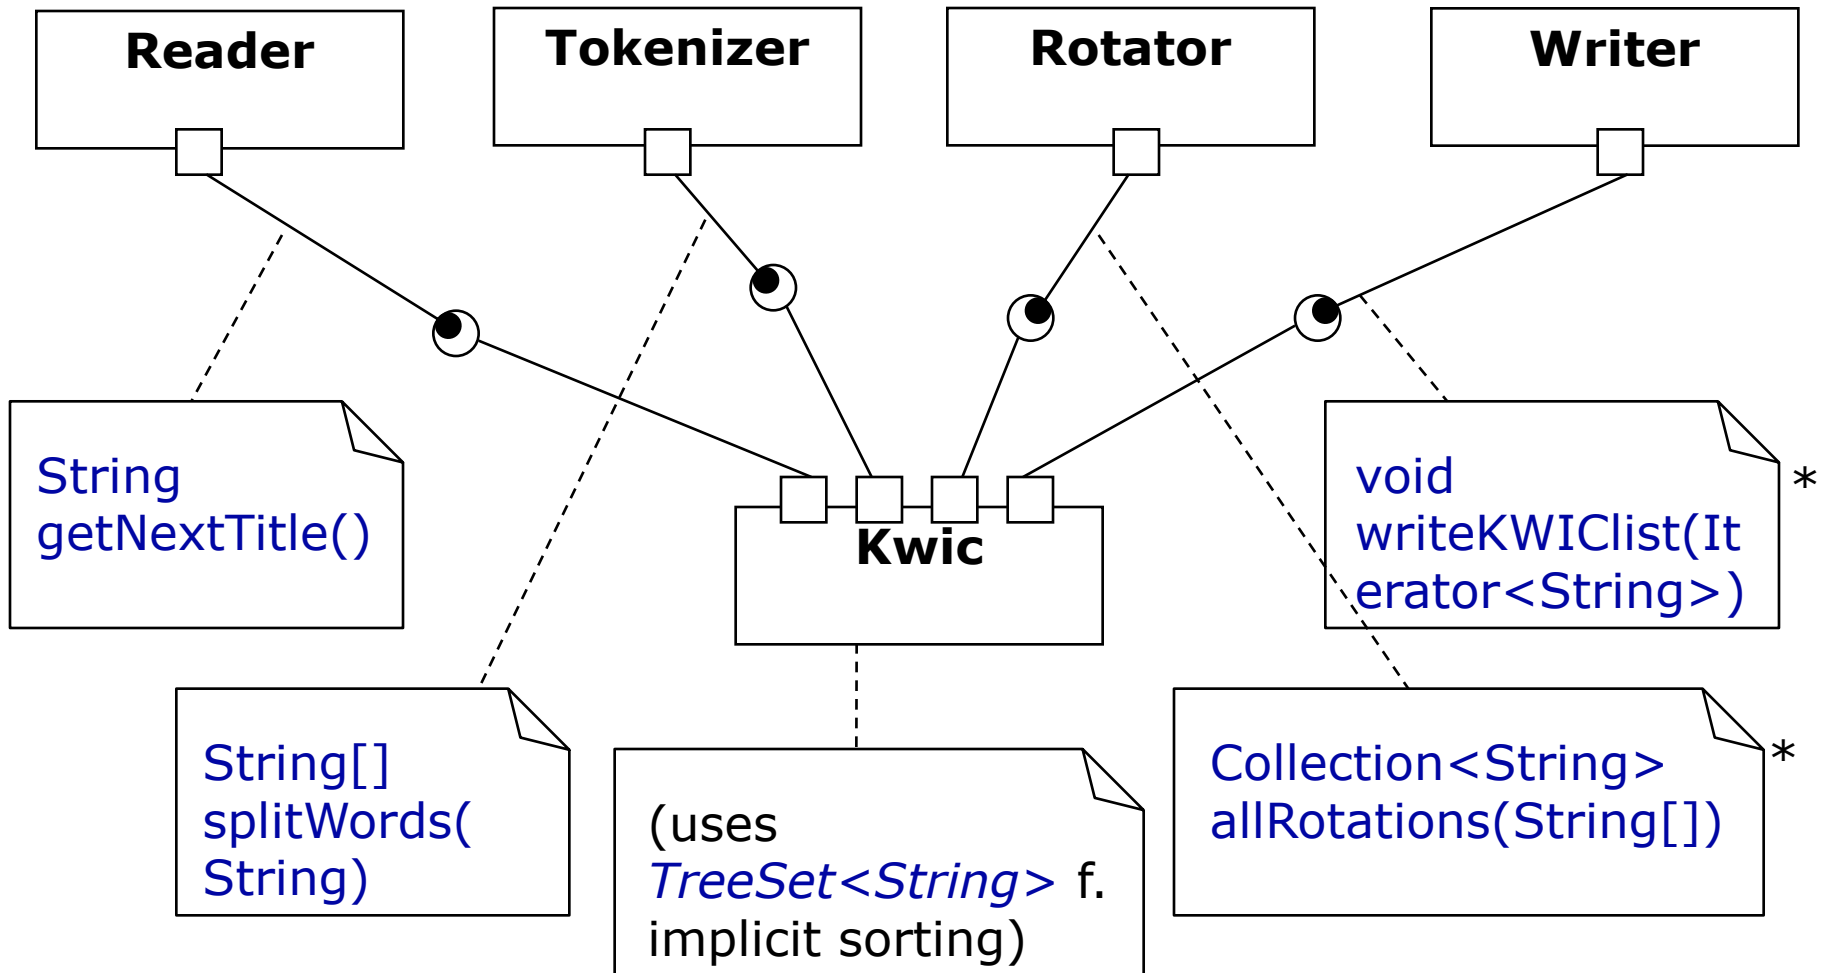 Reader
Tokenizer
Rotator
Writer
String
getNextTitle()
Kwic
void
writeKWIClist(It
erator<String>)
*
String[]
splitWords(
String)
(uses
TreeSet<String> f.
implicit sorting)
Collection<String>
allRotations(String[])
*